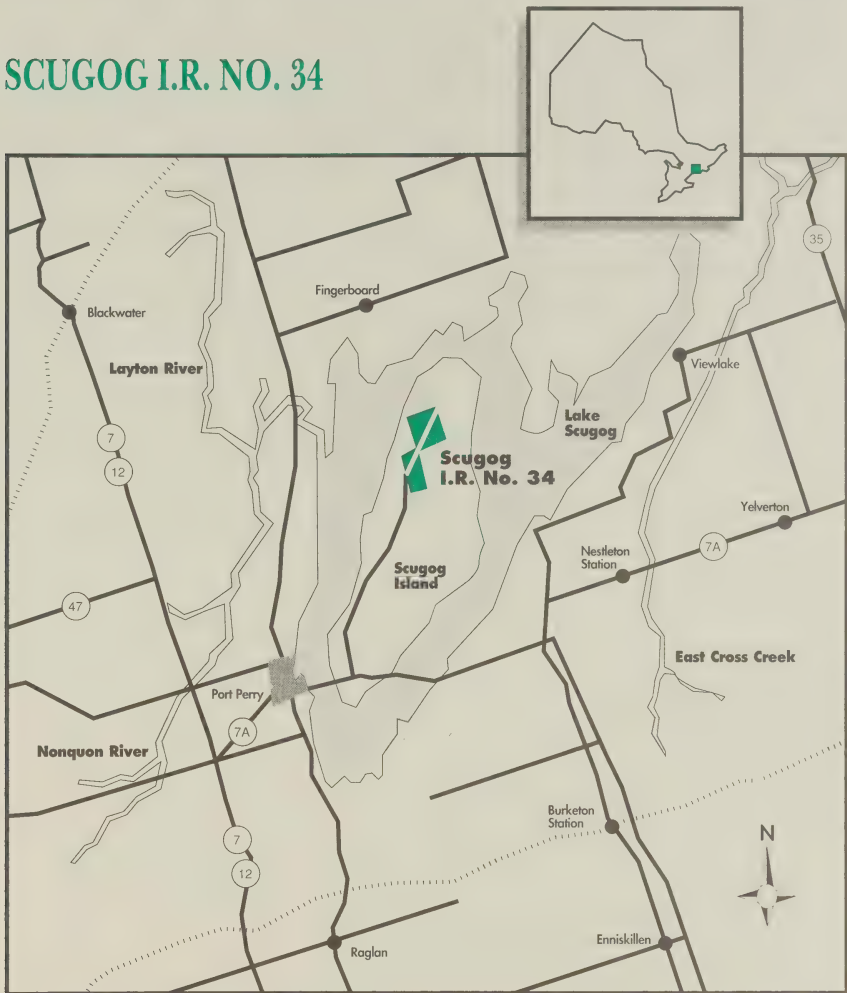 SCUGOG I.R. NO. 34
35
Fingerboard
Blackwater
Layton River
Viewlake
Lake
Scugog
7
12
Scugog
I.R. No. 34
Yelverton
7A
Nestleton
Station
Scugog
Island
47
East Cross Creek
Port Perry
7A
Nonquon River
Burketon
Station
N
7
12
Raglan
Enniskillen